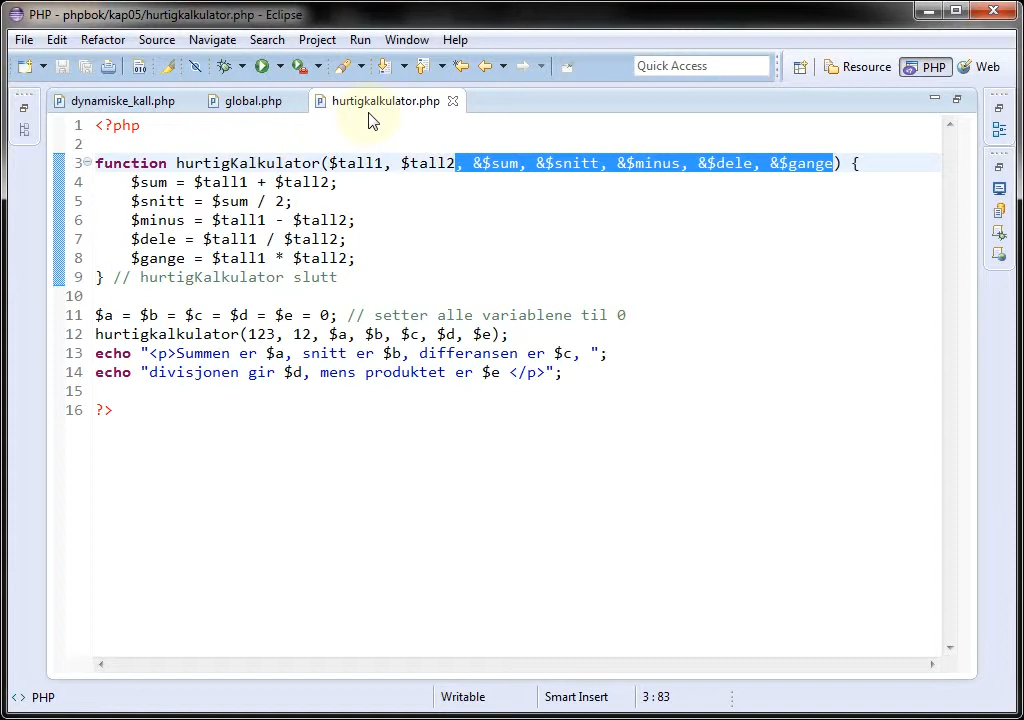 PHP - phpbok/kap05/hurtigkalkulator.php - Eclipse
File Edit Refactor Source Navigate Search Project Run Window Help
Quick Access Resource PHP Web
dynamiske_kall.php global.php hurtigkalkulator.php
1 <?php
2
3 function hurtigKalkulator($tall1, $tall2, &$sum, &$snitt, &$minus, &$dele, &$gange) {
4 $sum = $tall1 + $tall2;
5 $snitt = $sum / 2;
6 $minus = $tall1 - $tall2;
7 $dele = $tall1 / $tall2;
8 $gange = $tall1 * $tall2;
9 } // hurtigKalkulator slutt
10
11 $a = $b = $c = $d = $e = 0; // setter alle variablene til 0
12 hurtigkalkulator(123, 12, $a, $b, $c, $d, $e);
13 echo "<p>Summen er $a, snitt er $b, differansen er $c, ";
14 echo "divisjonen gir $d, mens produktet er $e </p>";
15
16 ?>
<> PHP Writable Smart Insert 3 : 83